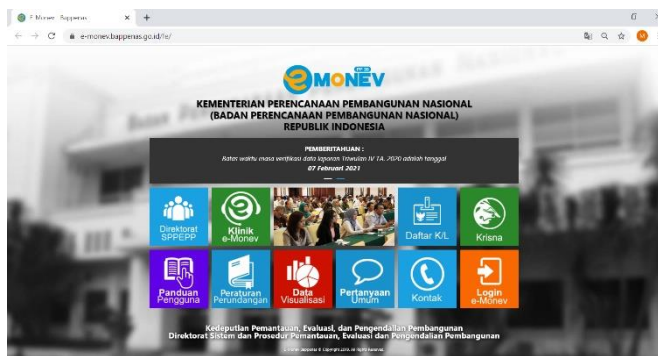 E-Monev Bappenas
e-monev.bappenas.go.id/fe/
M
eMONEV
KEMENTERIAN PERENCANAAN PEMBANGUNAN NASIONAL
(BADAN PERENCANAAN PEMBANGUNAN NASIONAL)
REPUBLIK INDONESIA
PEMBERITAHUAN :
Batas waktu masa verifikasi data laporan Triwulan IV TA. 2020 adalah tanggal
07 Februari 2021
Direktorat
SPPEPP
Klinik
e-Monev
Daftar K/L
Krisna
Panduan
Pengguna
Peraturan
Perundangan
Data
Visualisasi
Pertanyaan
Umum
Kontak
Login
e-Monev
Kedeputian Pemantauan, Evaluasi, dan Pengendalian Pembangunan
Direktorat Sistem dan Prosedur Pemantauan, Evaluasi dan Pengendalian Pembangunan